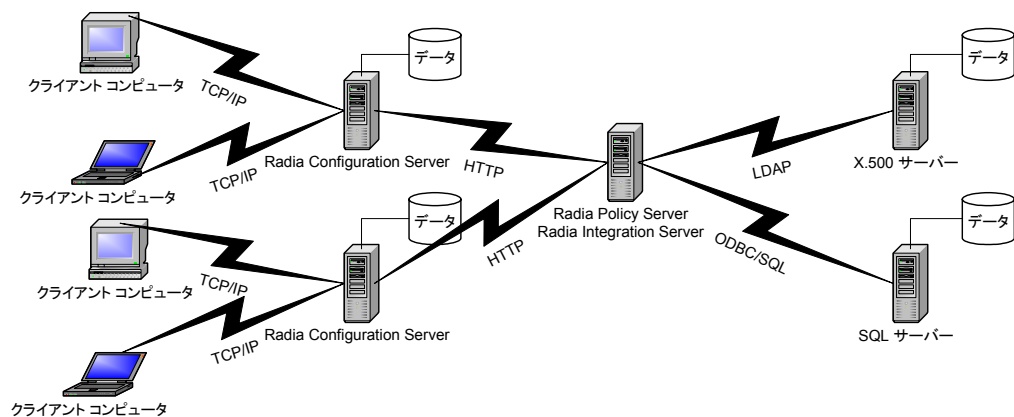 データ
クライアント コンピュータ
TCP/IP
Radia Configuration Server
クライアント コンピュータ
TCP/IP
HTTP
データ
クライアント コンピュータ
TCP/IP
Radia Configuration Server
クライアント コンピュータ
TCP/IP
HTTP
Radia Policy Server
Radia Integration Server
データ
LDAP
X.500 サーバー
データ
ODBC/SQL
SQL サーバー